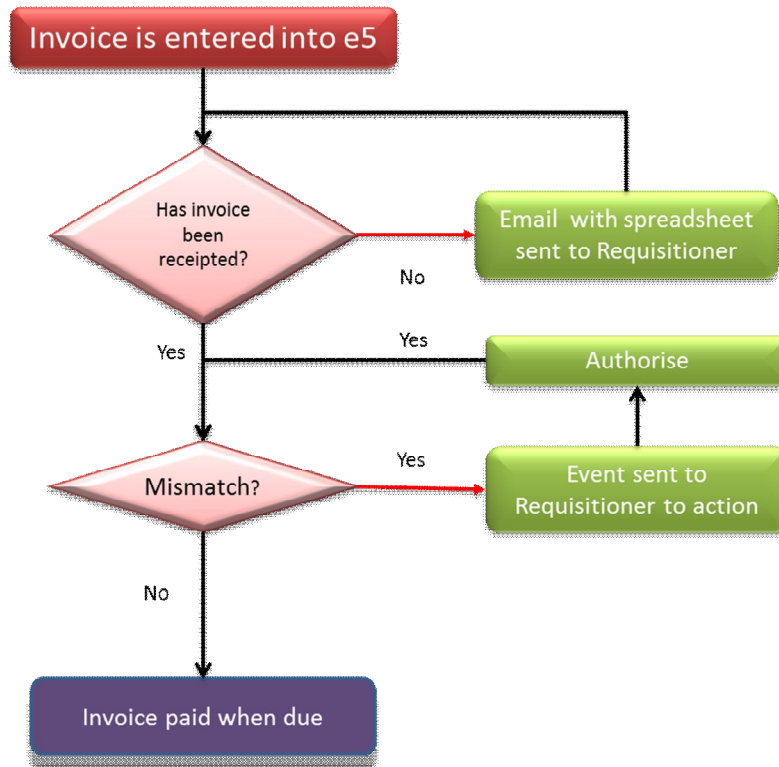 Invoice is entered into e5
Has invoice
been
receipted?
Email with spreadsheet
sent to Requisitioner
No
Yes
Yes
Authorise
Mismatch?
Yes
Event sent to
Requisitioner to action
No
Invoice paid when due